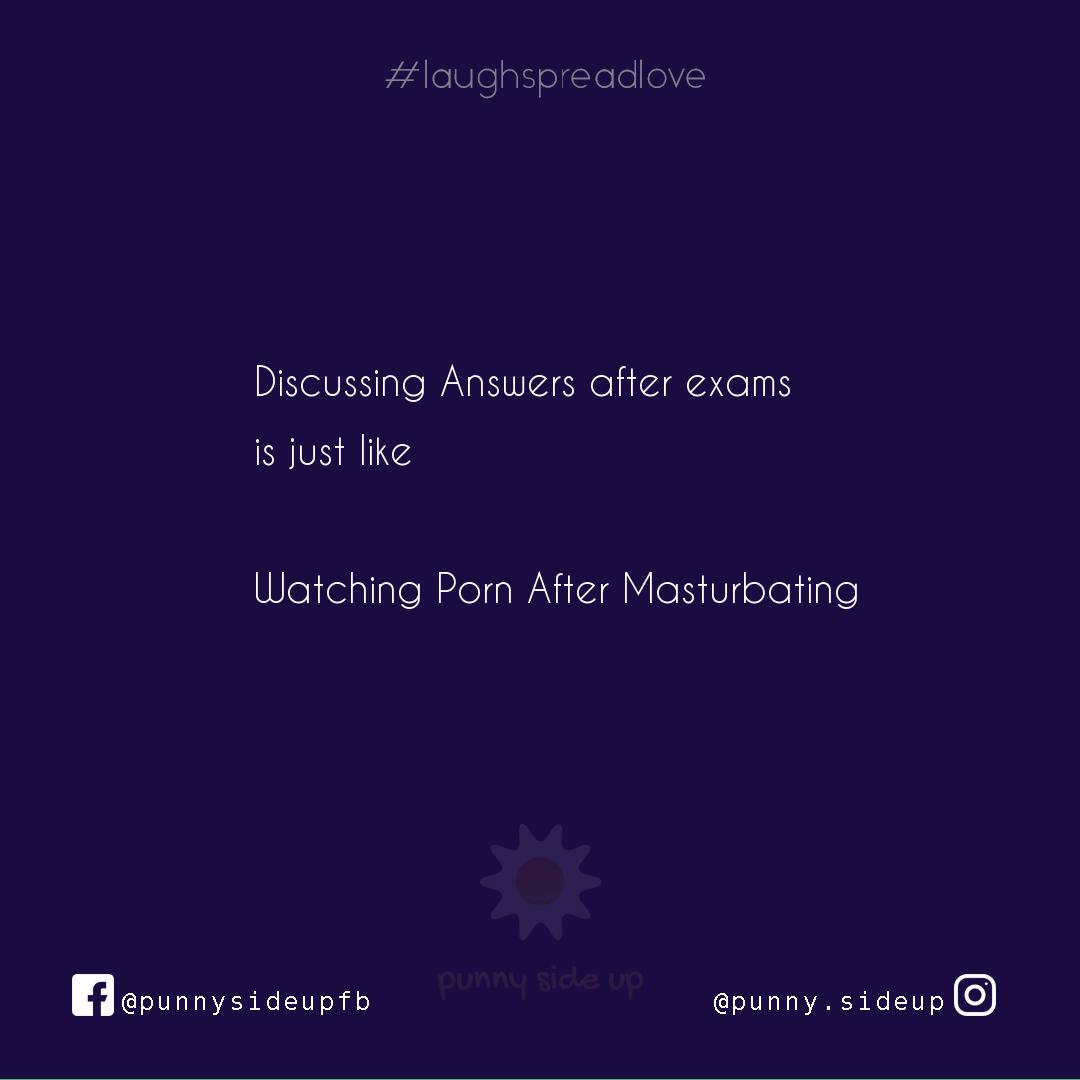 #laughspreadlove
Discussing Answers after exams
is just like
Watching Porn After Masturbating
punny side up
@punnysideupfb
@punny.sideup